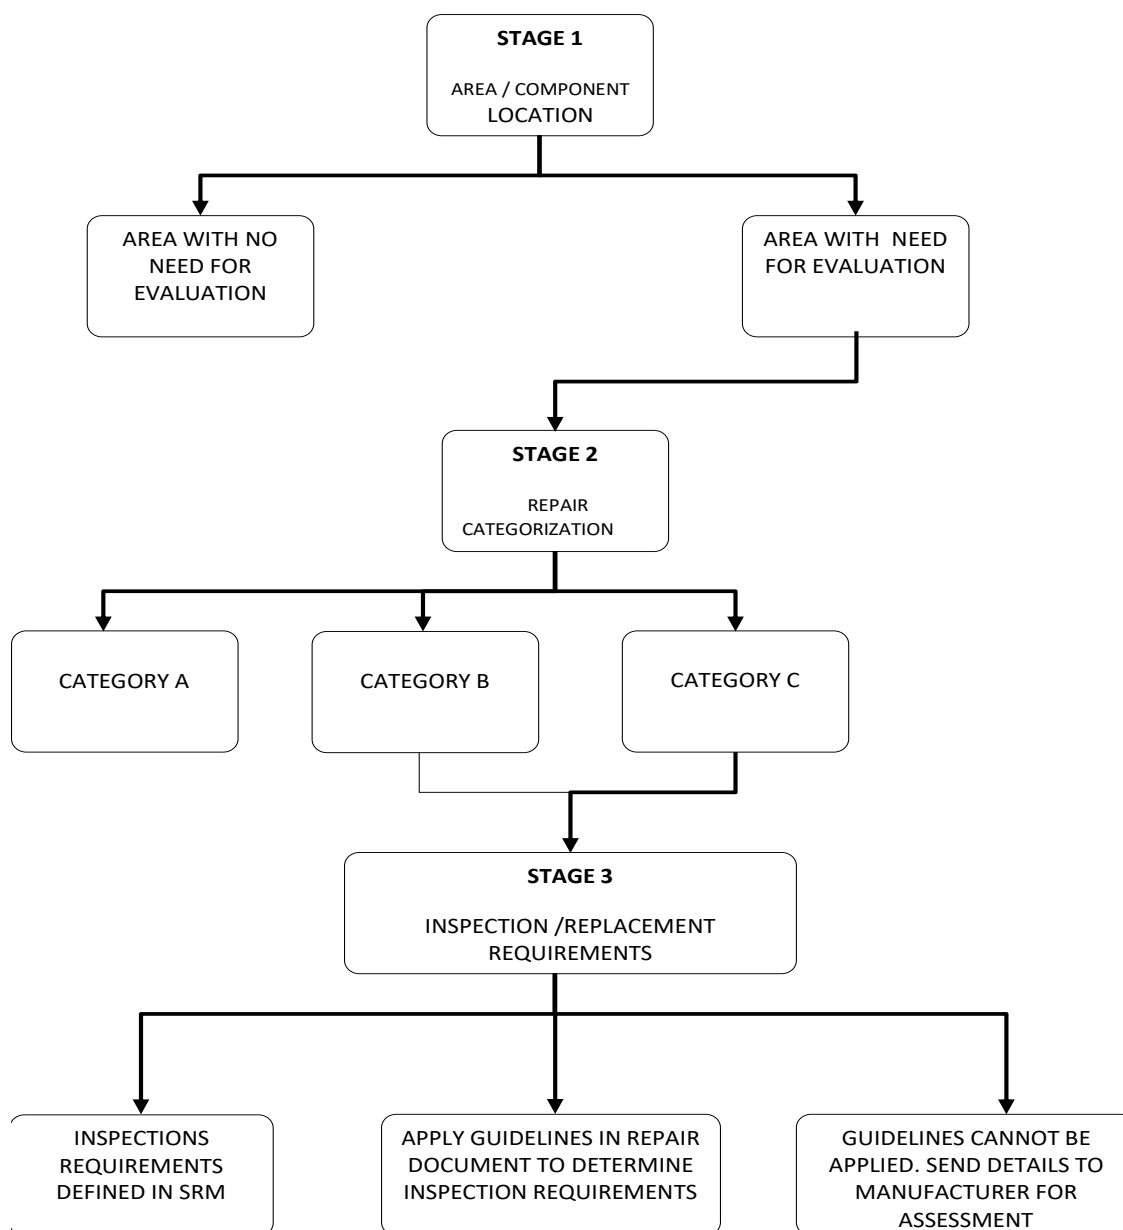 STAGE 1
AREA / COMPONENT
LOCATION
AREA WITH NO
NEED FOR
EVALUATION
AREA WITH NEED
FOR EVALUATION
STAGE 2
REPAIR
CATEGORIZATION
CATEGORY A
CATEGORY B
CATEGORY C
STAGE 3
INSPECTION /REPLACEMENT
REQUIREMENTS
INSPECTIONS
REQUIREMENTS
DEFINED IN SRM
APPLY GUIDELINES IN REPAIR
DOCUMENT TO DETERMINE
INSPECTION REQUIREMENTS
GUIDELINES CANNOT BE
APPLIED. SEND DETAILS TO
MANUFACTURER FOR
ASSESSMENT